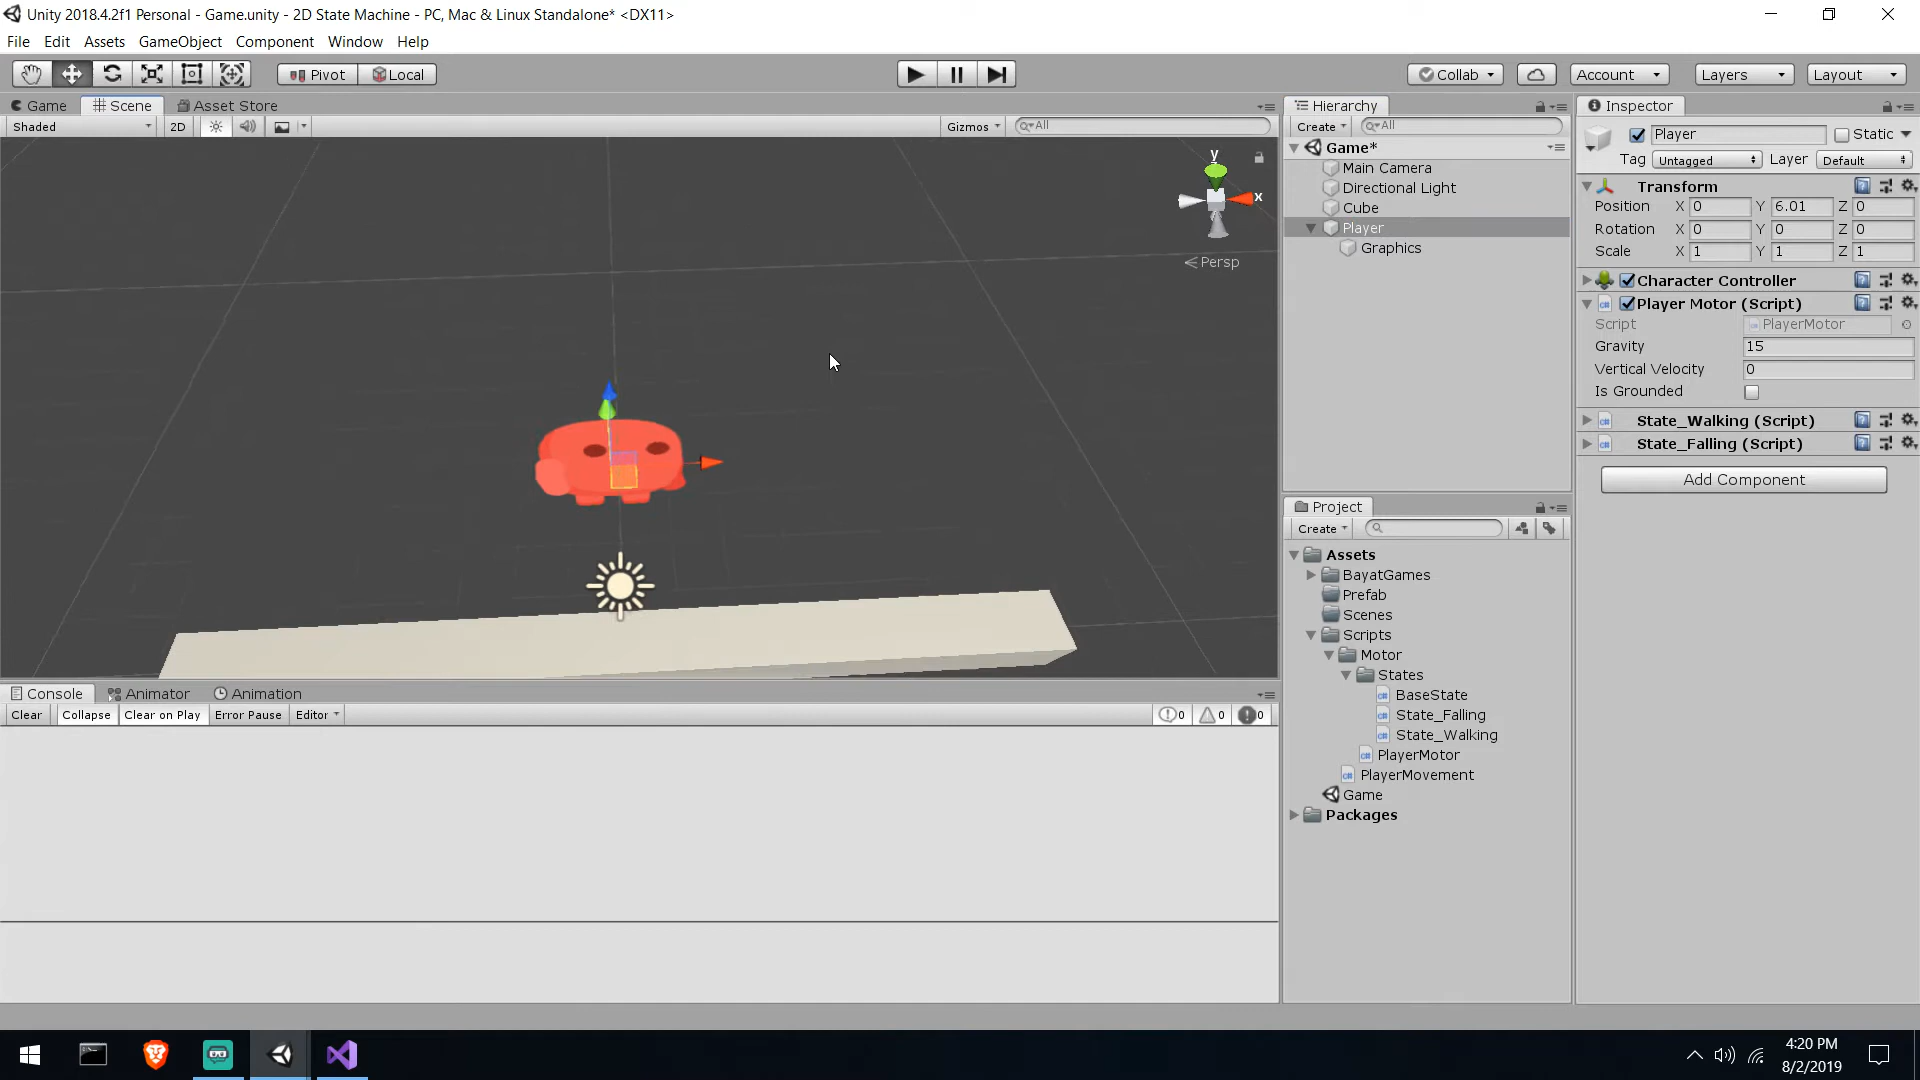 Unity 2018.4.2f1 Personal - Game.unity - 2D State Machine - PC, Mac & Linux Standalone* <DX11>
File Edit Assets GameObject Component Window Help
Pivot Local Collab Account Layers Layout
Game Scene Asset Store
Shaded 2D Gizmos All
y
x
Persp
Console Animator Animation
Clear Collapse Clear on Play Error Pause Editor 0 0 0
Hierarchy
Create All
Game*
Main Camera
Directional Light
Cube
Player
Graphics
Project
Create
Assets
BayatGames
Prefab
Scenes
Scripts
Motor
States
BaseState
State_Falling
State_Walking
PlayerMotor
PlayerMovement
Game
Packages
Inspector
Player Static
Tag Untagged Layer Default
Transform
Position X 0 Y 6.01 Z 0
Rotation X 0 Y 0 Z 0
Scale X 1 Y 1 Z 1
Character Controller
Player Motor (Script)
Script PlayerMotor
Gravity 15
Vertical Velocity 0
Is Grounded
State_Walking (Script)
State_Falling (Script)
Add Component
4:20 PM
8/2/2019